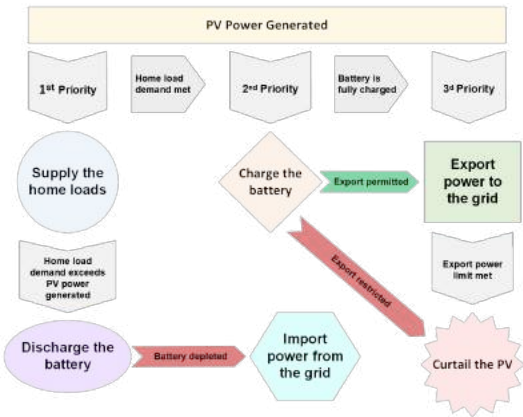 PV Power Generated
1st Priority
Home load
demand met
2nd Priority
Battery is
fully charged
3d Priority
Supply the
home loads
Charge the
battery
Export permitted
Export
power to
the grid
Home load
demand exceeds
PV power
generated
Export restricted
Export power
limit met
Discharge the
battery
Battery depleted
Import
power from
the grid
Curtail the PV